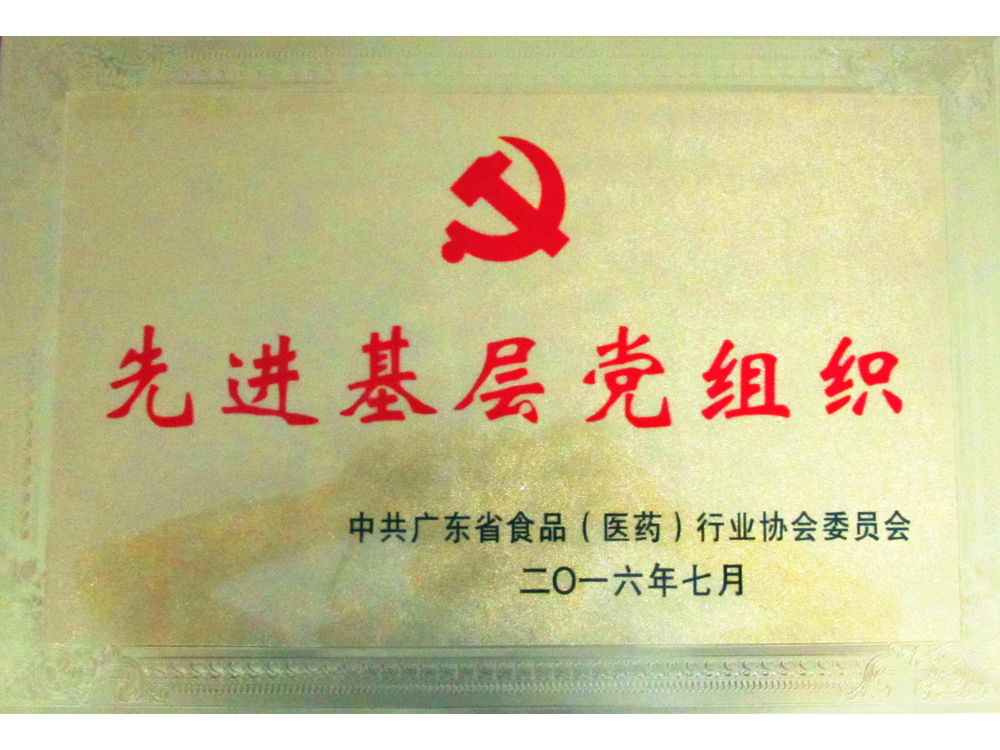 先进基层党组织
中共广东省食品（医药）行业协会委员会
二〇一六年七月